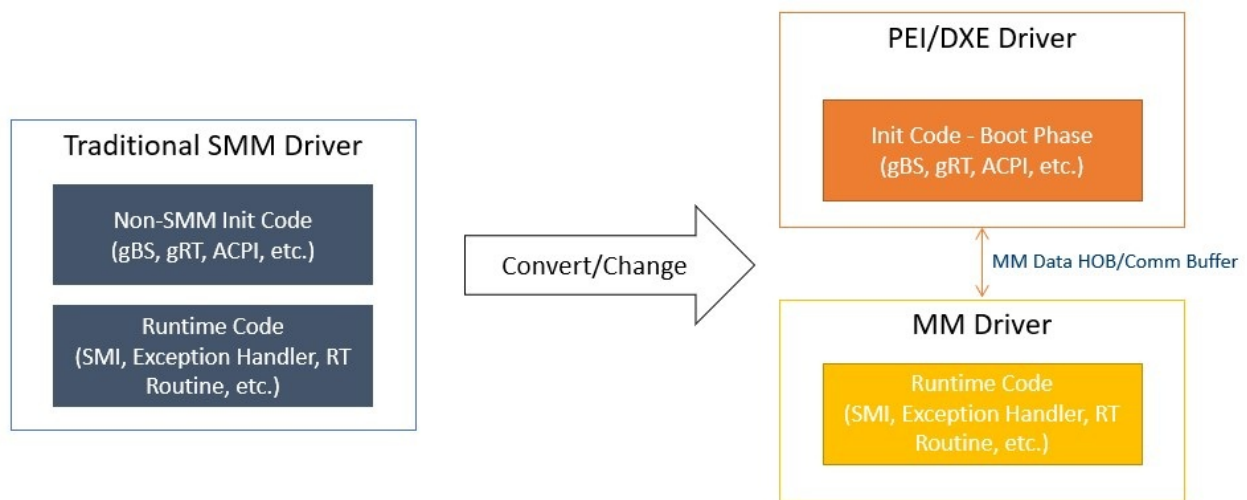 Traditional SMM Driver
Non-SMM Init Code
(gBS, gRT, ACPI, etc.)
Runtime Code
(SMI, Exception Handler, RT
Routine, etc.)
Convert/Change
PEI/DXE Driver
Init Code - Boot Phase
(gBS, gRT, ACPI, etc.)
MM Data HOB/Comm Buffer
MM Driver
Runtime Code
(SMI, Exception Handler, RT
Routine, etc.)